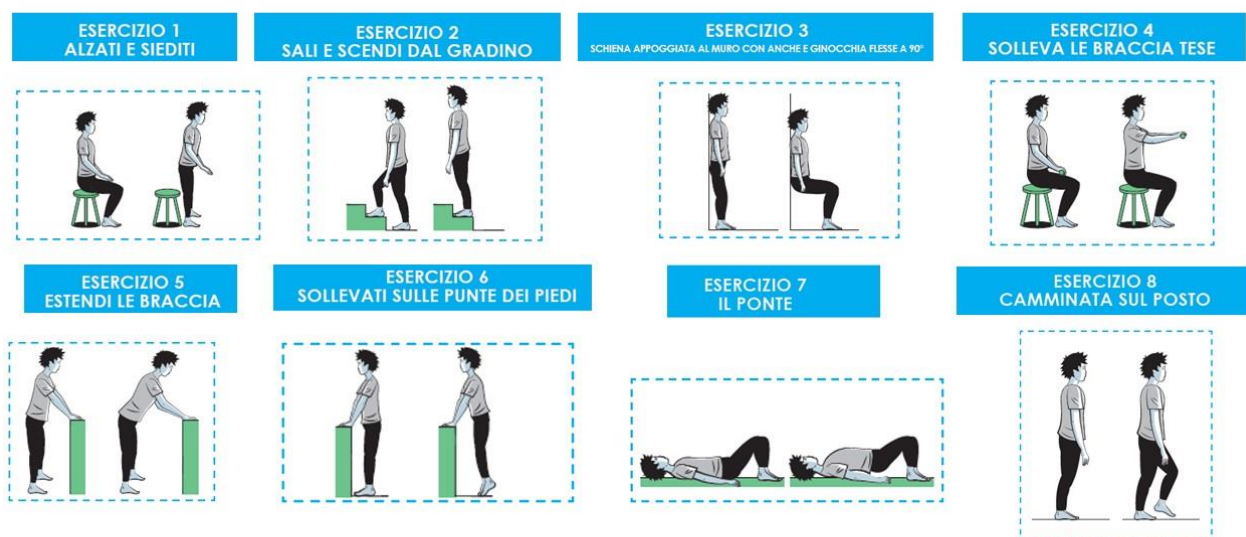 ESERCIZIO 1
ALZATI E SIEDITI
ESERCIZIO 2
SALI E SCENDI DAL GRADINO
ESERCIZIO 3
SCHIENA APPOGGIATA AL MURO CON ANCHE E GINOCCHIA FLESSE A 90°
ESERCIZIO 4
SOLLEVA LE BRACCIA TESE
ESERCIZIO 5
ESTENDI LE BRACCIA
ESERCIZIO 6
SOLLEVATI SULLE PUNTE DEI PIEDI
ESERCIZIO 7
IL PONTE
ESERCIZIO 8
CAMMINATA SUL POSTO